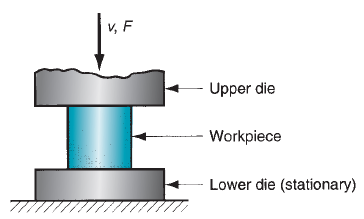 v, F
Upper die
Workpiece
Lower die (stationary)